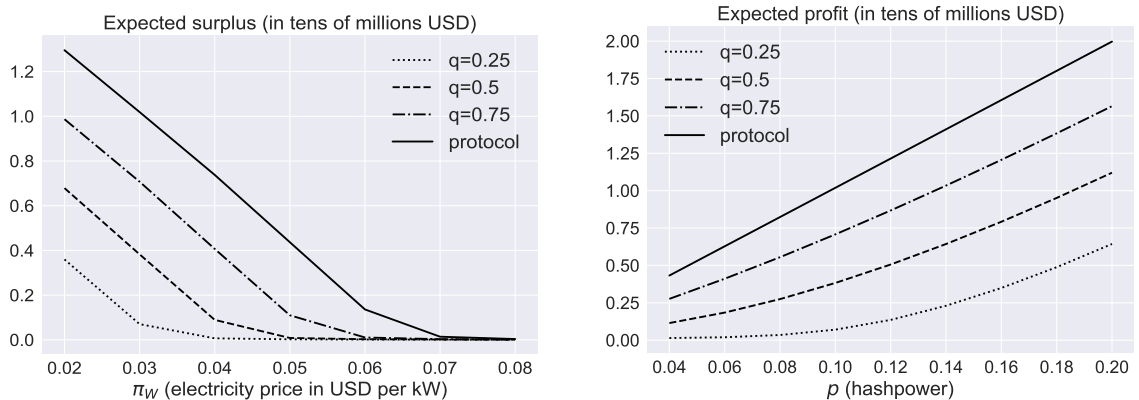 Expected surplus (in tens of millions USD)
q=0.25
q=0.5
q=0.75
protocol
1.2
1.0
0.8
0.6
0.4
0.2
0.0
0.02 0.03 0.04 0.05 0.06 0.07 0.08
π_W (electricity price in USD per kW)
Expected profit (in tens of millions USD)
q=0.25
q=0.5
q=0.75
protocol
2.00
1.75
1.50
1.25
1.00
0.75
0.50
0.25
0.00
0.04 0.06 0.08 0.10 0.12 0.14 0.16 0.18 0.20
p (hashpower)